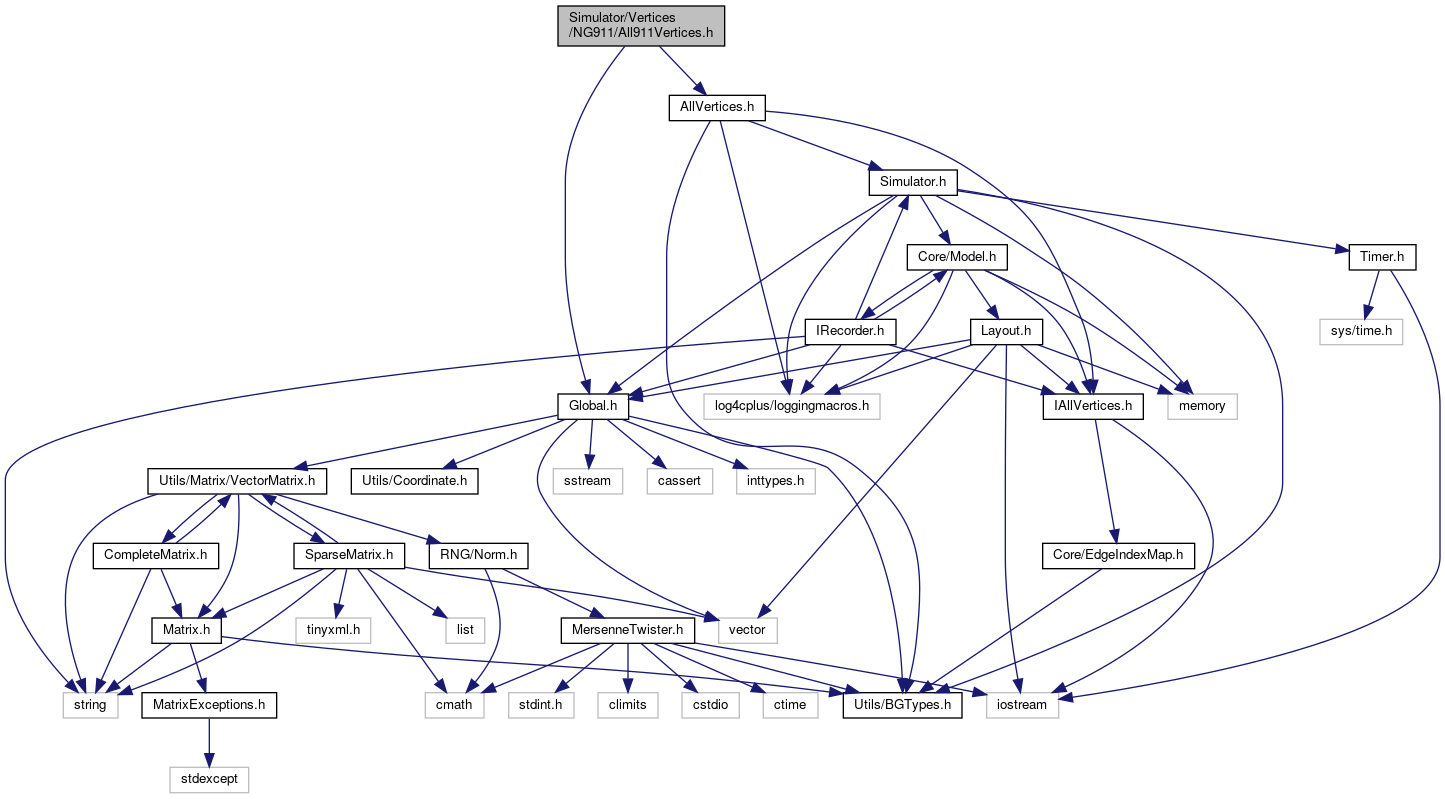 Simulator/Vertices
/NG911/All911Vertices.h
AllVertices.h
Simulator.h
Core/Model.h
Timer.h
IRecorder.h
Layout.h
sys/time.h
Global.h
log4cplus/loggingmacros.h
IAllVertices.h
memory
Utils/Matrix/VectorMatrix.h
Utils/Coordinate.h
sstream
cassert
inttypes.h
CompleteMatrix.h
SparseMatrix.h
RNG/Norm.h
Core/EdgeIndexMap.h
Matrix.h
tinyxml.h
list
MersenneTwister.h
vector
string
MatrixExceptions.h
cmath
stdint.h
climits
cstdio
ctime
Utils/BGTypes.h
iostream
stdexcept